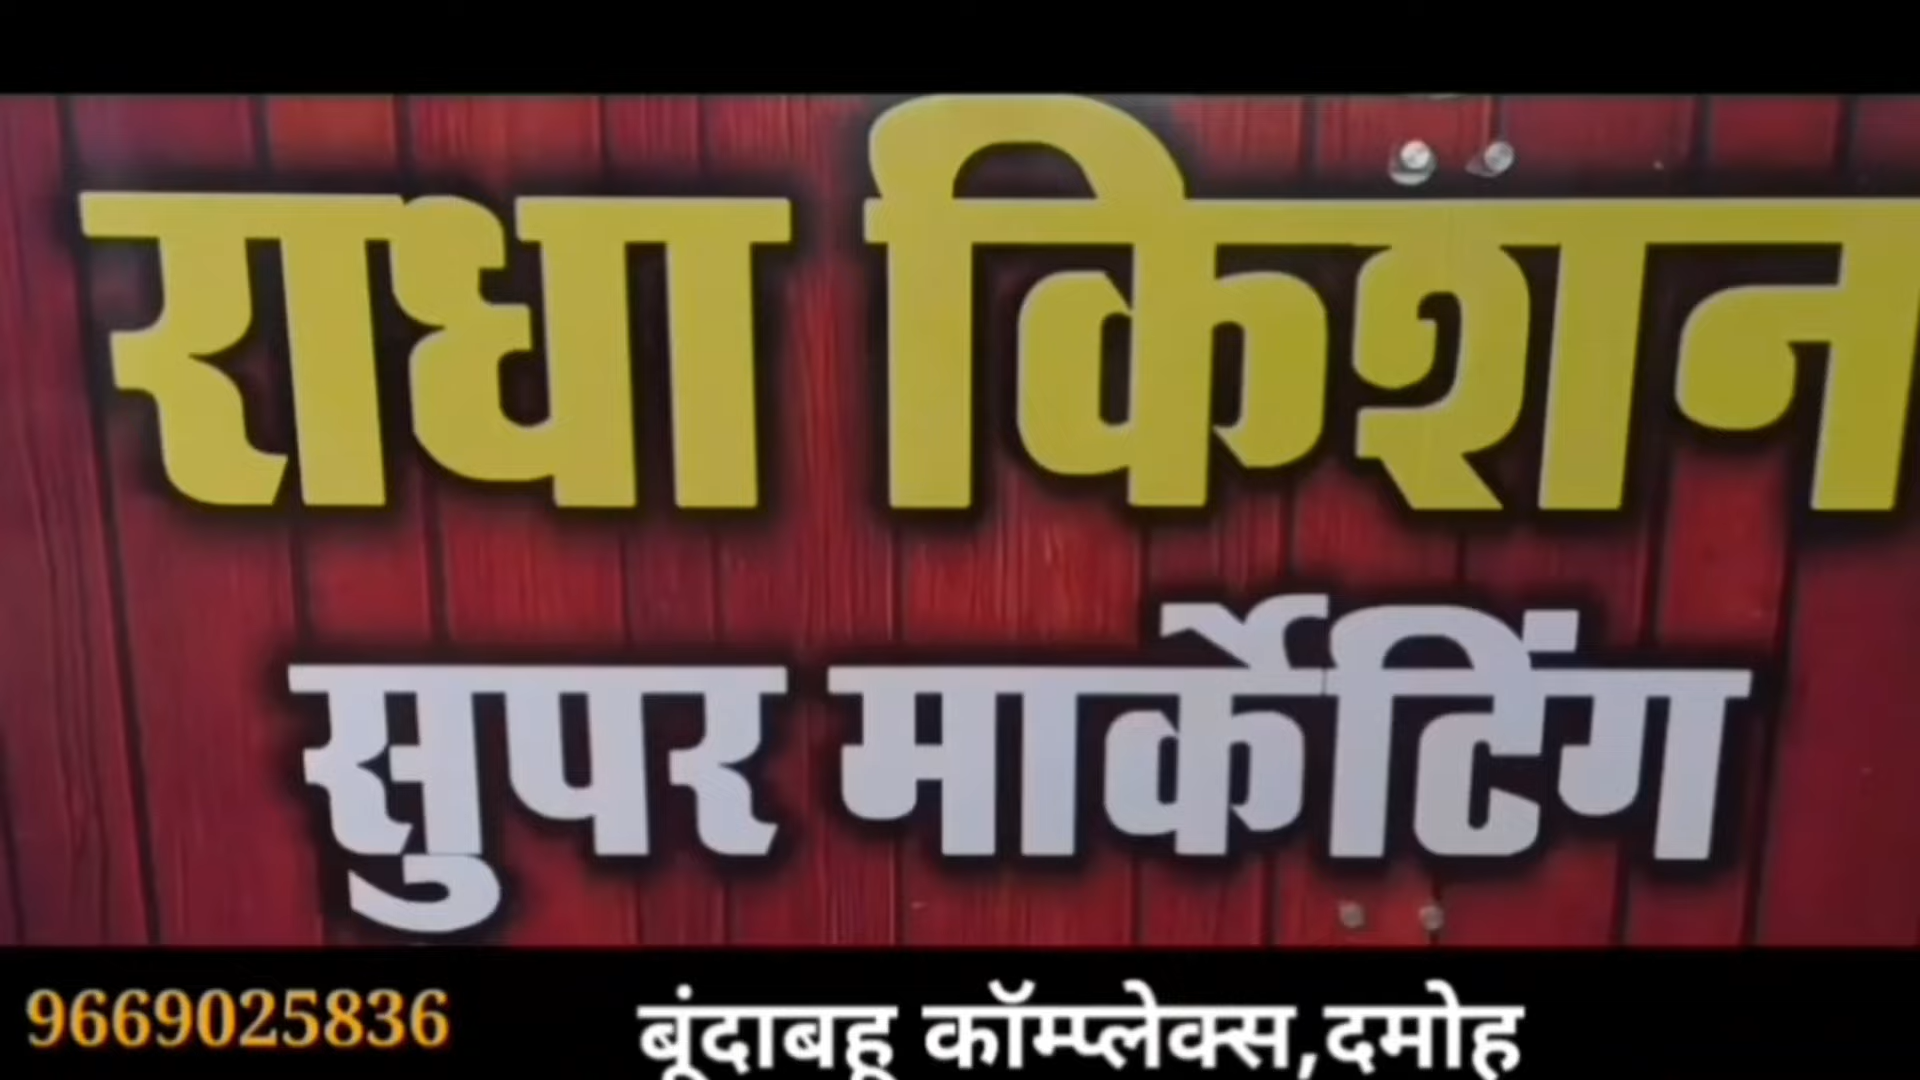 राधा किशन
सुपर मार्केटिंग
9669025836 बूंदाबहू कॉम्प्लेक्स,दमोह